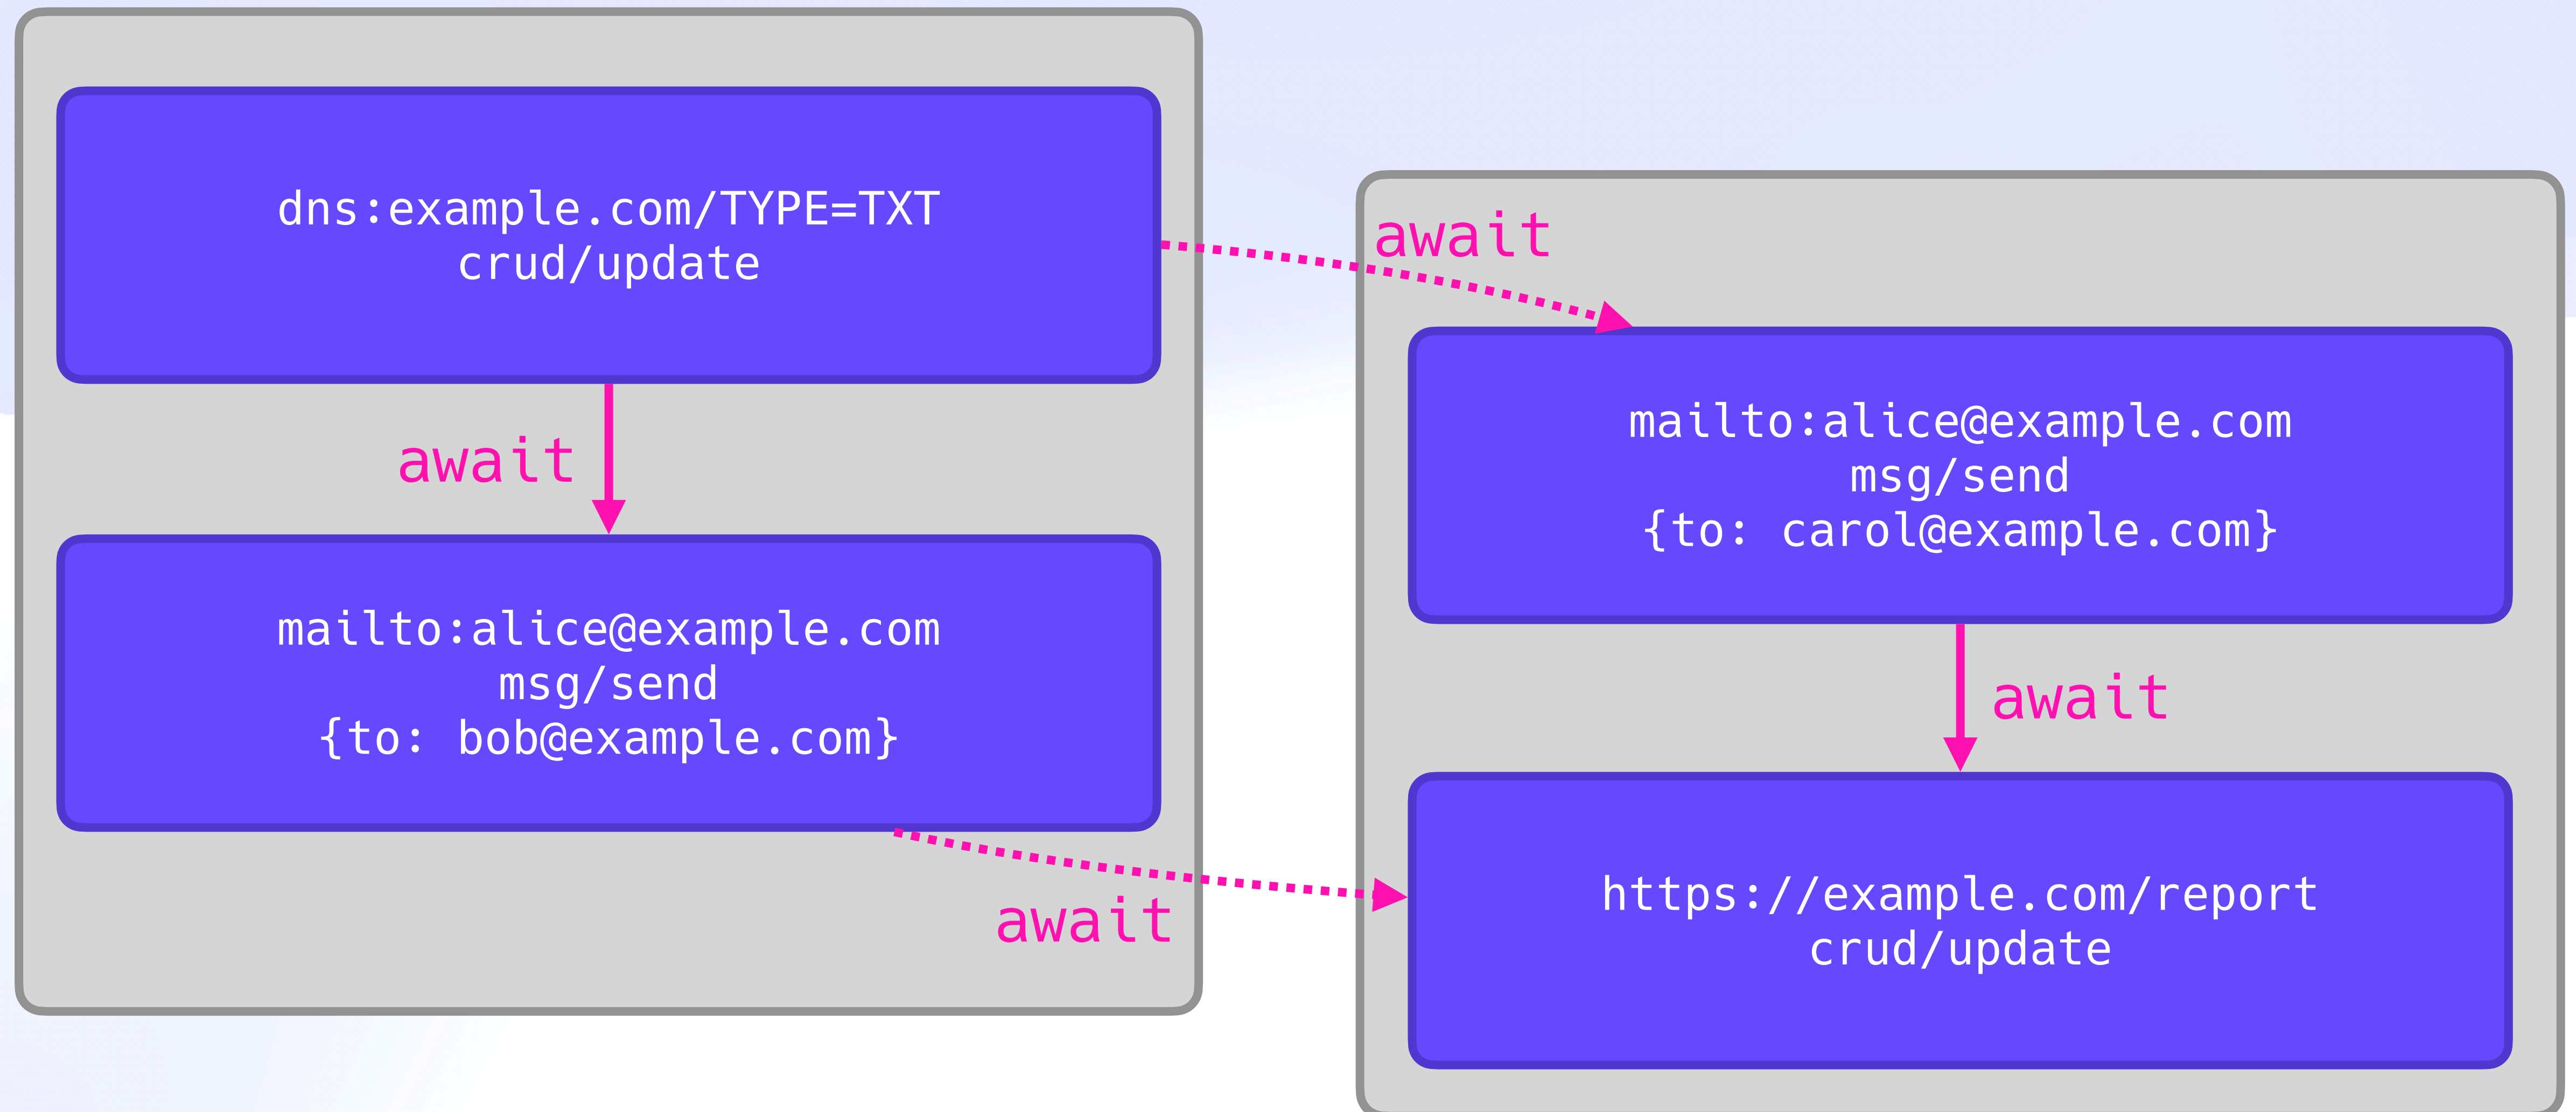 dns:example.com/TYPE=TXT
crud/update
await
mailto:alice@example.com
msg/send
{to: bob@example.com}
await
await
mailto:alice@example.com
msg/send
{to: carol@example.com}
await
https://example.com/report
crud/update